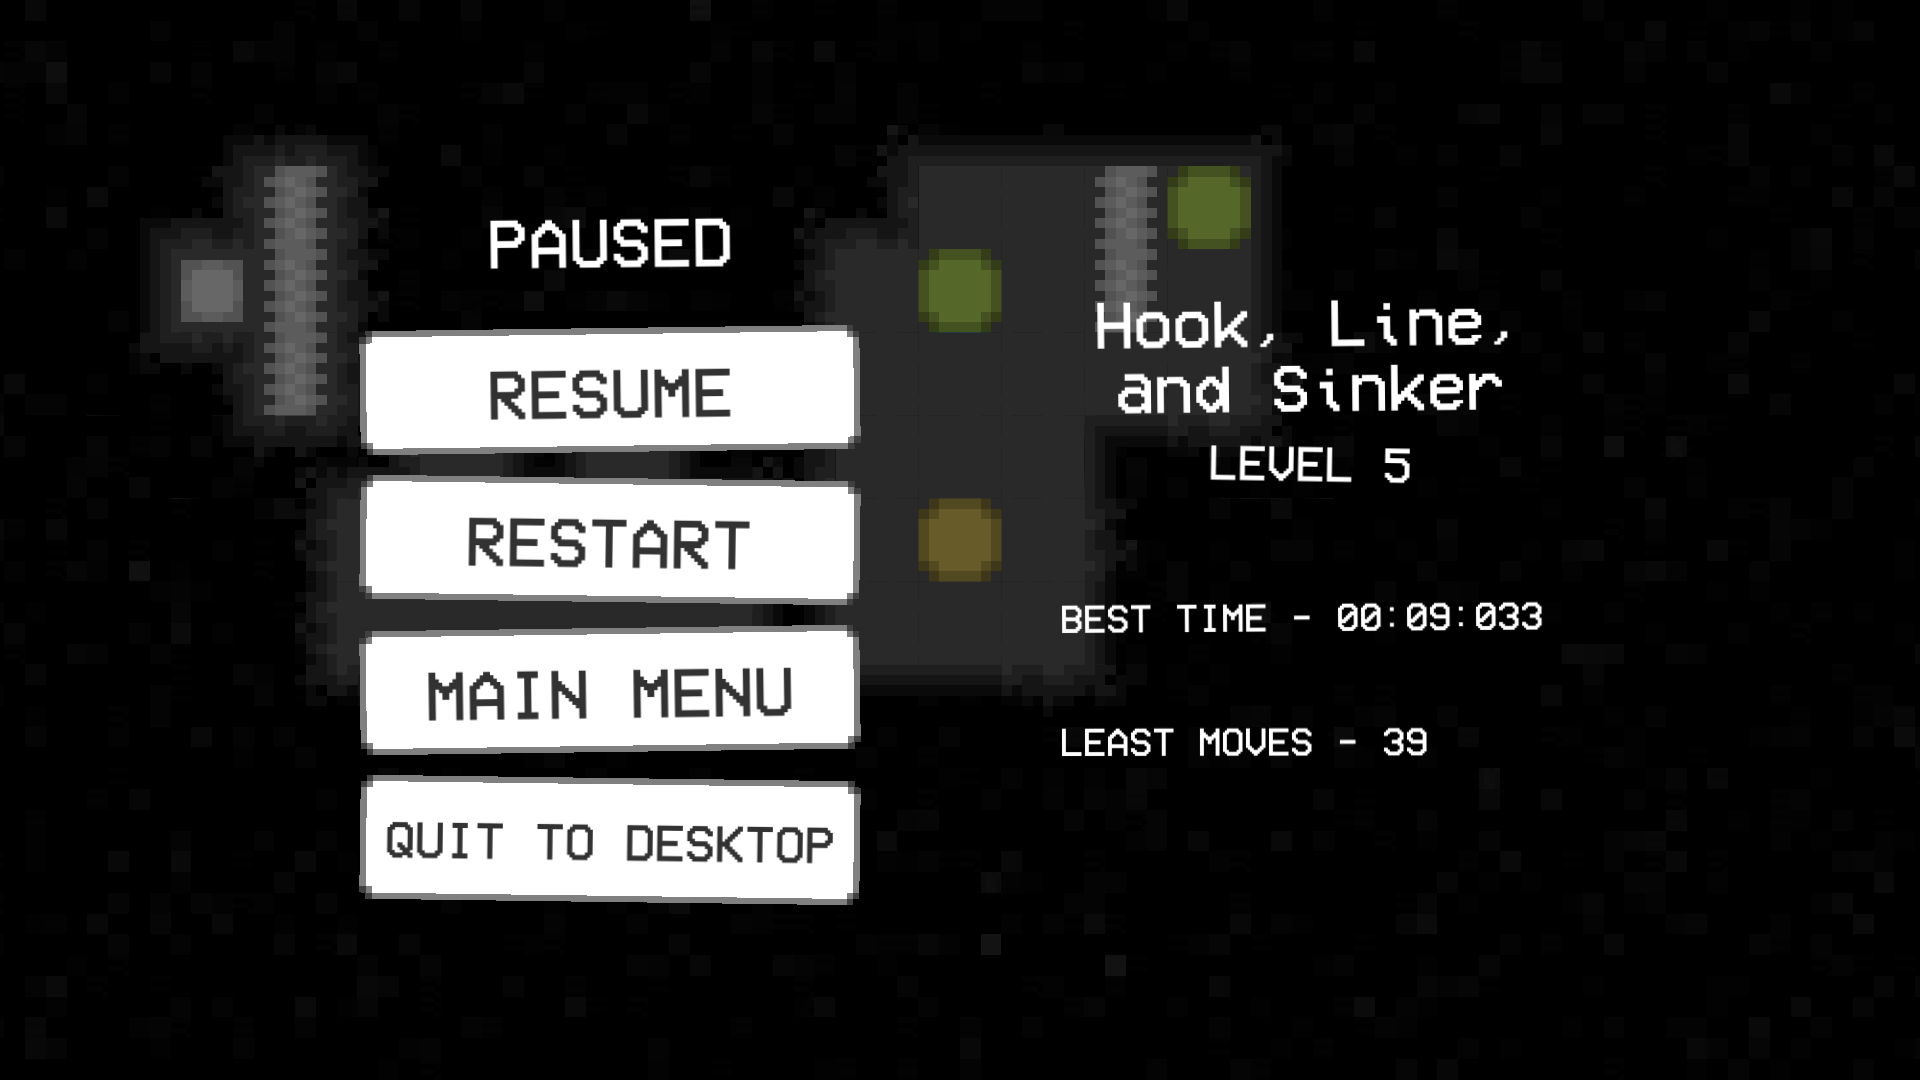 PAUSED
RESUME
RESTART
MAIN MENU
QUIT TO DESKTOP
Hook, Line,
and Sinker
LEVEL 5
BEST TIME - 00:09:033
LEAST MOVES - 39